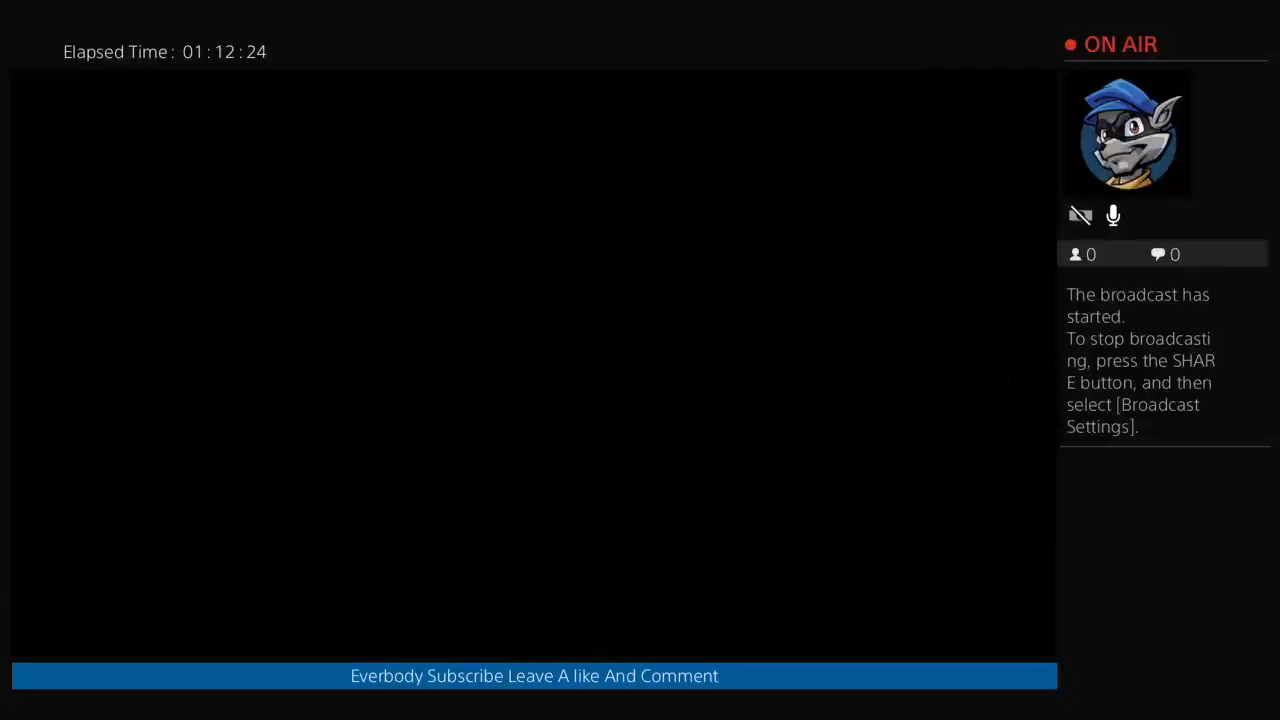 Elapsed Time: 01:12:24
ON AIR
0 0
The broadcast has
started.
To stop broadcasti
ng, press the SHAR
E button, and then
select [Broadcast
Settings].
Everbody Subscribe Leave A like And Comment